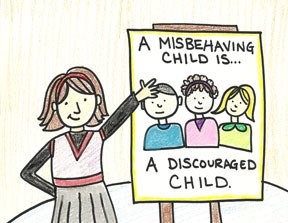 A MISBEHAVING
CHILD IS...
A DISCOURAGED
CHILD.